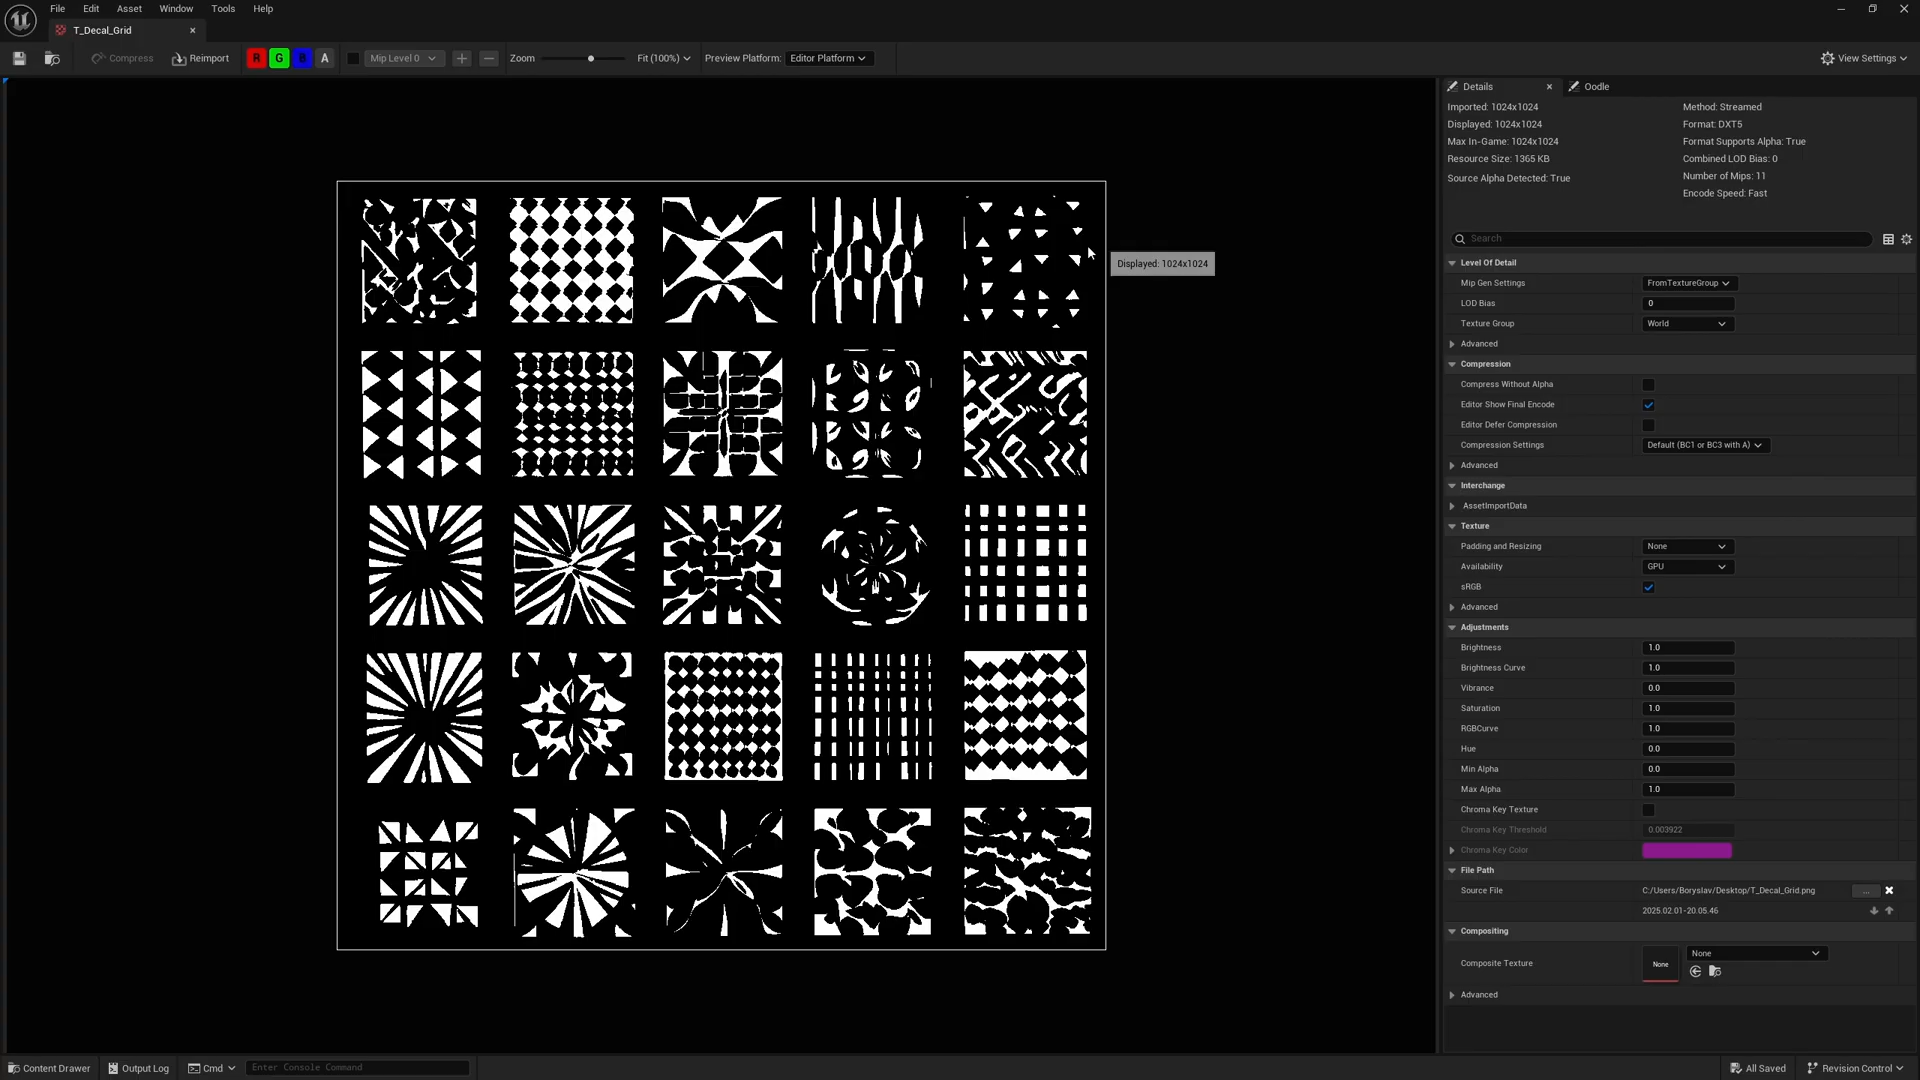 File Edit Asset Window Tools Help
T_Decal_Grid
Compress Reimport R G B A Mip Level 0 Zoom Fit (100%) Preview Platform: Editor Platform View Settings
Details Oodle
Imported: 1024x1024 Method: Streamed
Displayed: 1024x1024 Format: DXT5
Max In-Game: 1024x1024 Format Supports Alpha: True
Resource Size: 1365 KB Combined LOD Bias: 0
Source Alpha Detected: True Number of Mips: 11
Encode Speed: Fast
Search
Displayed: 1024x1024
Level Of Detail
Mip Gen Settings FromTextureGroup
LOD Bias 0
Texture Group World
Advanced
Compression
Compress Without Alpha
Editor Show Final Encode
Editor Defer Compression
Compression Settings Default (BC1 or BC3 with A)
Advanced
Interchange
AssetImportData
Texture
Padding and Resizing None
Availability GPU
sRGB
Advanced
Adjustments
Brightness 1.0
Brightness Curve 1.0
Vibrance 0.0
Saturation 1.0
RGBCurve 1.0
Hue 0.0
Min Alpha 0.0
Max Alpha 1.0
Chroma Key Texture
Chroma Key Threshold 0.003922
Chroma Key Color
File Path
Source File C:/Users/Boryslav/Desktop/T_Decal_Grid.png ...
2025.02.01-20.05.46
Compositing
None
Composite Texture None
Advanced
Content Drawer Output Log Cmd Enter Console Command All Saved Revision Control